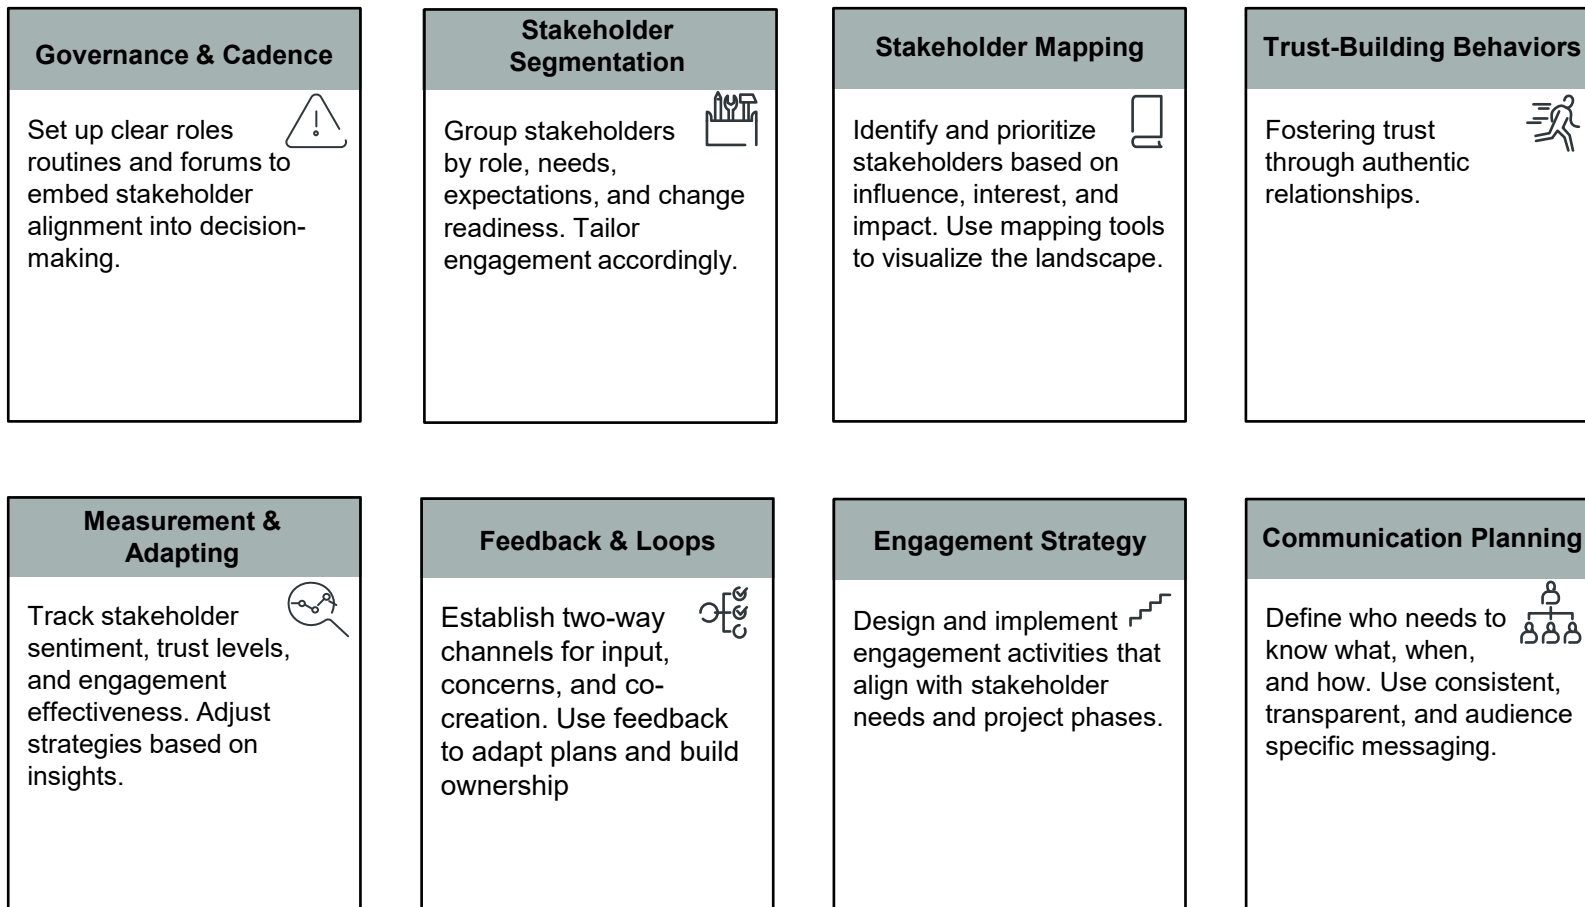 Governance & Cadence
Set up clear roles
routines and forums to
embed stakeholder
alignment into decision-
making.
Stakeholder
Segmentation
Group stakeholders
by role, needs,
expectations, and change
readiness. Tailor
engagement accordingly.
Stakeholder Mapping
Identify and prioritize
stakeholders based on
influence, interest, and
impact. Use mapping tools
to visualize the landscape.
Trust-Building Behaviors
Fostering trust
through authentic
relationships.
Measurement &
Adapting
Track stakeholder
sentiment, trust levels,
and engagement
effectiveness. Adjust
strategies based on
insights.
Feedback & Loops
Establish two-way
channels for input,
concerns, and co-
creation. Use feedback
to adapt plans and build
ownership
Engagement Strategy
Design and implement
engagement activities that
align with stakeholder
needs and project phases.
Communication Planning
Define who needs to
know what, when,
and how. Use consistent,
transparent, and audience
specific messaging.